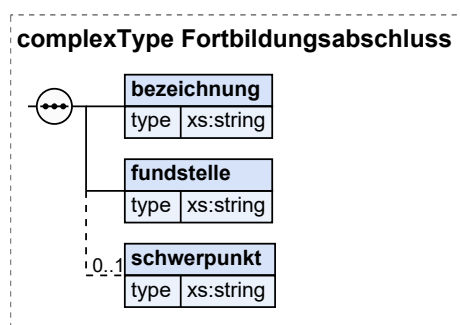 complexType Fortbildungsabschluss
bezeichnung
type xs:string
fundstelle
type xs:string
0..1 schwerpunkt
type xs:string